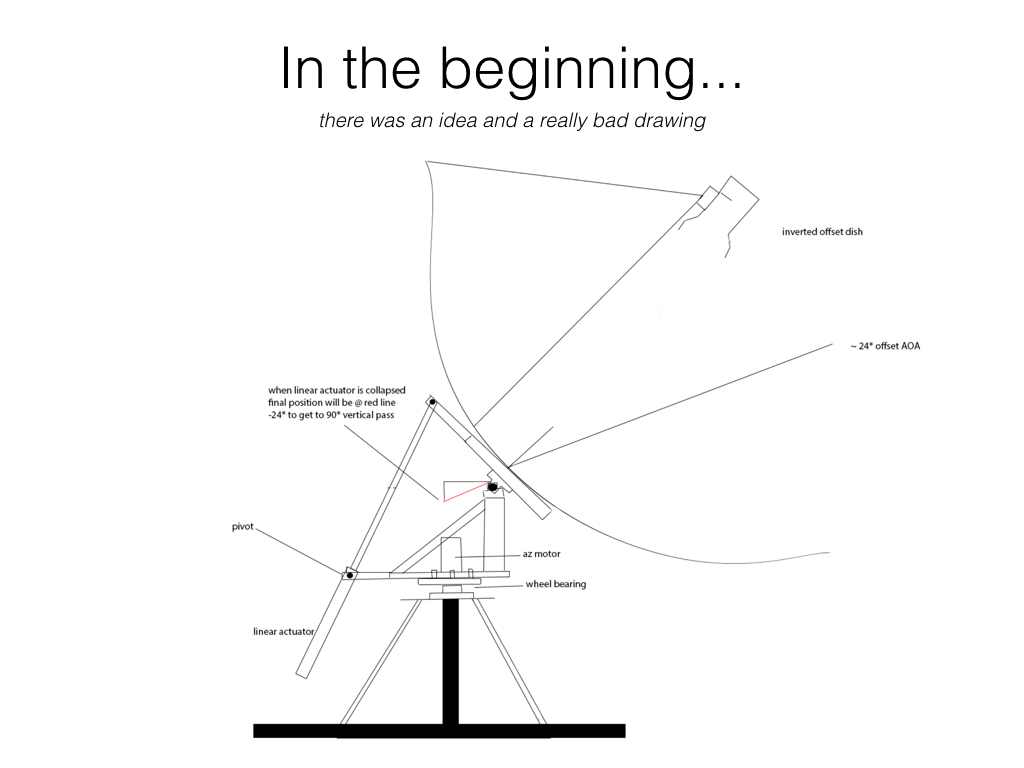 In the beginning...
there was an idea and a really bad drawing
inverted offset dish
~ 24° offset AOA
when linear actuator is collapsed
final position will be @ red line
-24° to get to 90° vertical pass
pivot
az motor
wheel bearing
linear actuator